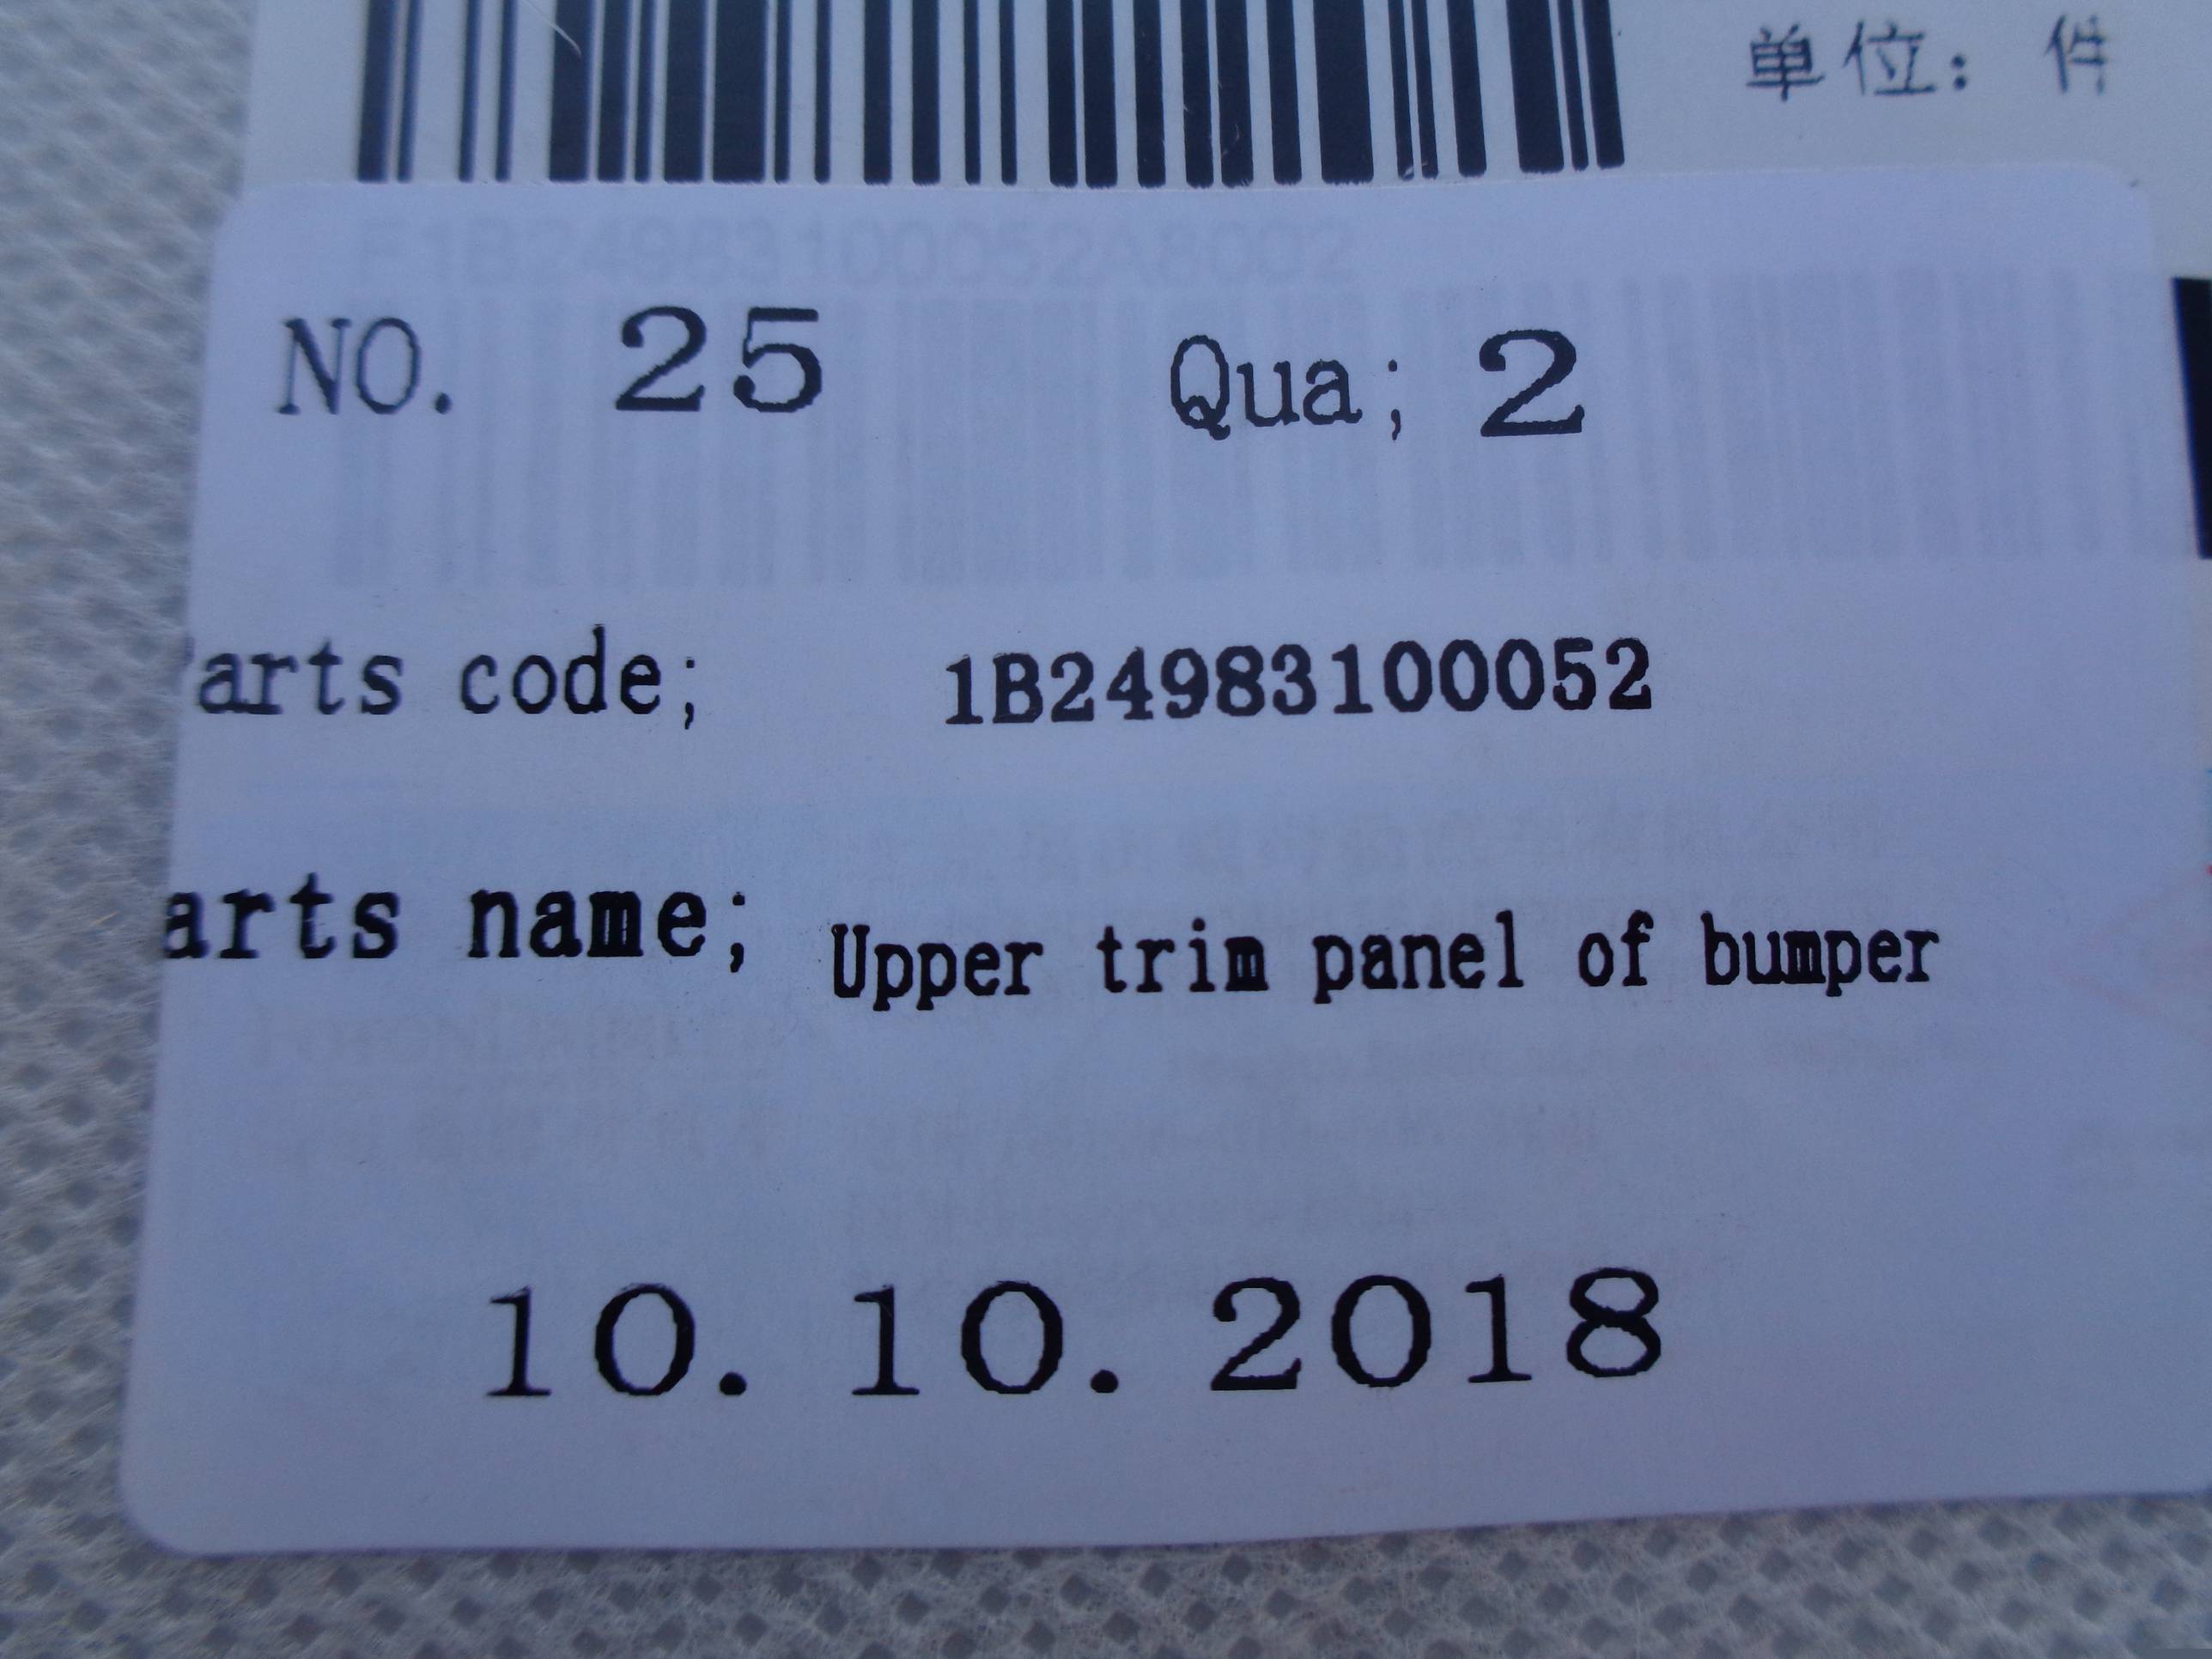 单位: 件
F1B24983100052A8002
NO. 25 Qua; 2
arts code; 1B24983100052
arts name; Upper trim panel of bumper
10.10.2018